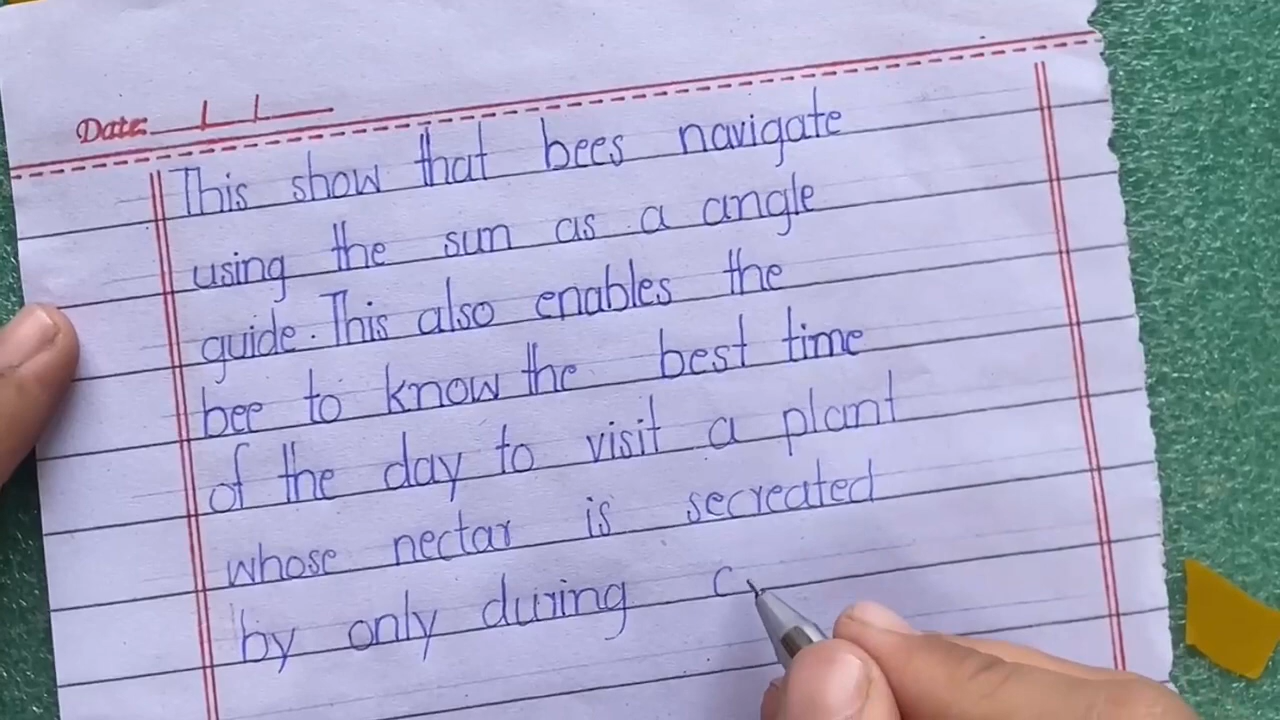 Date:
This show that bees navigate
using the sun as a angle
guide. This also enables the
bee to know the best time
of the day to visit a plant
whose nectar is secreated
by only during c